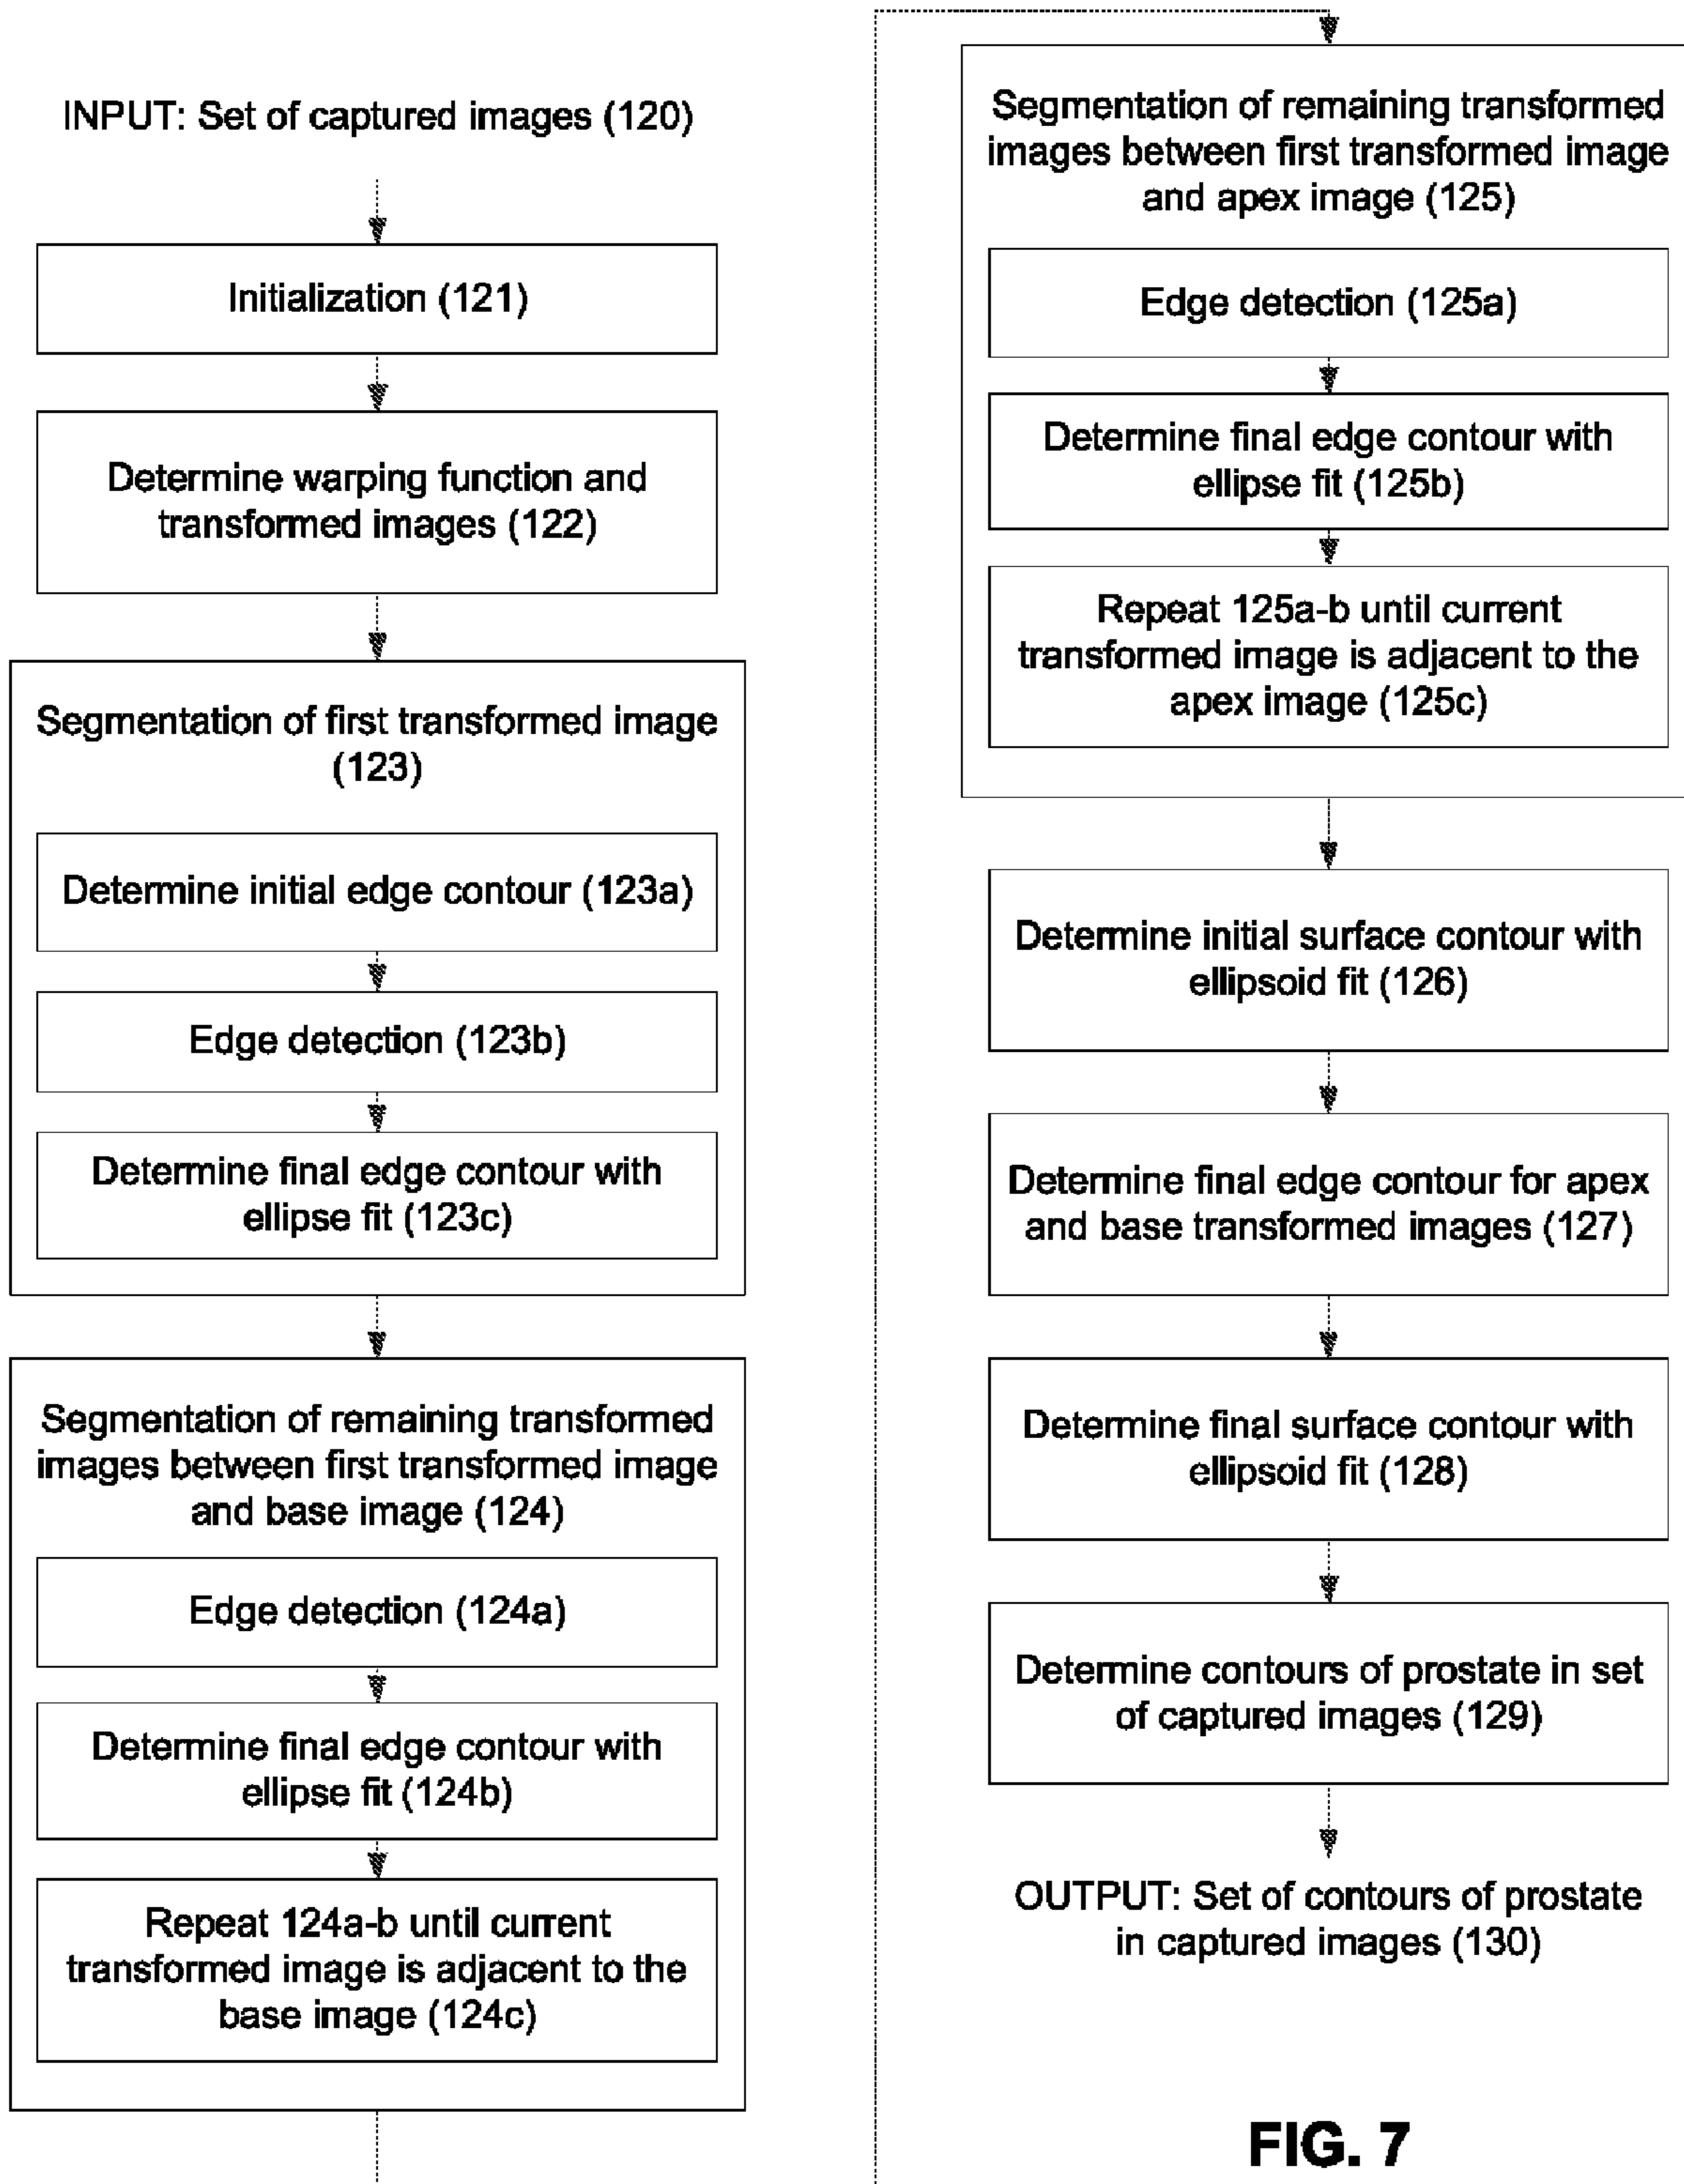 INPUT: Set of captured images (120)
Initialization (121)
Determine warping function and
transformed images (122)
Segmentation of first transformed image
(123)
Determine initial edge contour (123a)
Edge detection (123b)
Determine final edge contour with
ellipse fit (123c)
Segmentation of remaining transformed
images between first transformed image
and base image (124)
Edge detection (124a)
Determine final edge contour with
ellipse fit (124b)
Repeat 124a-b until current
transformed image is adjacent to the
base image (124c)
Segmentation of remaining transformed
images between first transformed image
and apex image (125)
Edge detection (125a)
Determine final edge contour with
ellipse fit (125b)
Repeat 125a-b until current
transformed image is adjacent to the
apex image (125c)
Determine initial surface contour with
ellipsoid fit (126)
Determine final edge contour for apex
and base transformed images (127)
Determine final surface contour with
ellipsoid fit (128)
Determine contours of prostate in set
of captured images (129)
OUTPUT: Set of contours of prostate
in captured images (130)
FIG. 7